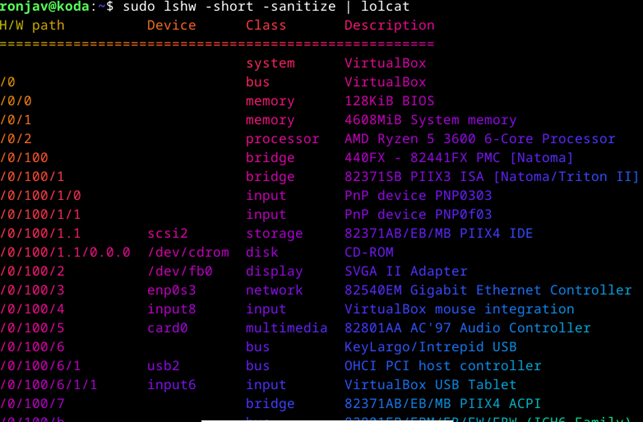 ronjav@koda:~$ sudo lshw -short -sanitize | lolcat
H/W path Device Class Description
=====================================================
system VirtualBox
/0 bus VirtualBox
/0/0 memory 128KiB BIOS
/0/1 memory 4608MiB System memory
/0/2 processor AMD Ryzen 5 3600 6-Core Processor
/0/100 bridge 440FX - 82441FX PMC [Natoma]
/0/100/1 bridge 82371SB PIIX3 ISA [Natoma/Triton II]
/0/100/1/0 input PnP device PNP0303
/0/100/1/1 input PnP device PNP0f03
/0/100/1.1 scsi2 storage 82371AB/EB/MB PIIX4 IDE
/0/100/1.1/0.0.0 /dev/cdrom disk CD-ROM
/0/100/2 /dev/fb0 display SVGA II Adapter
/0/100/3 enp0s3 network 82540EM Gigabit Ethernet Controller
/0/100/4 input8 input VirtualBox mouse integration
/0/100/5 card0 multimedia 82801AA AC'97 Audio Controller
/0/100/6 bus KeyLargo/Intrepid USB
/0/100/6/1 usb2 bus OHCI PCI host controller
/0/100/6/1/1 input6 input VirtualBox USB Tablet
/0/100/7 bridge 82371AB/EB/MB PIIX4 ACPI